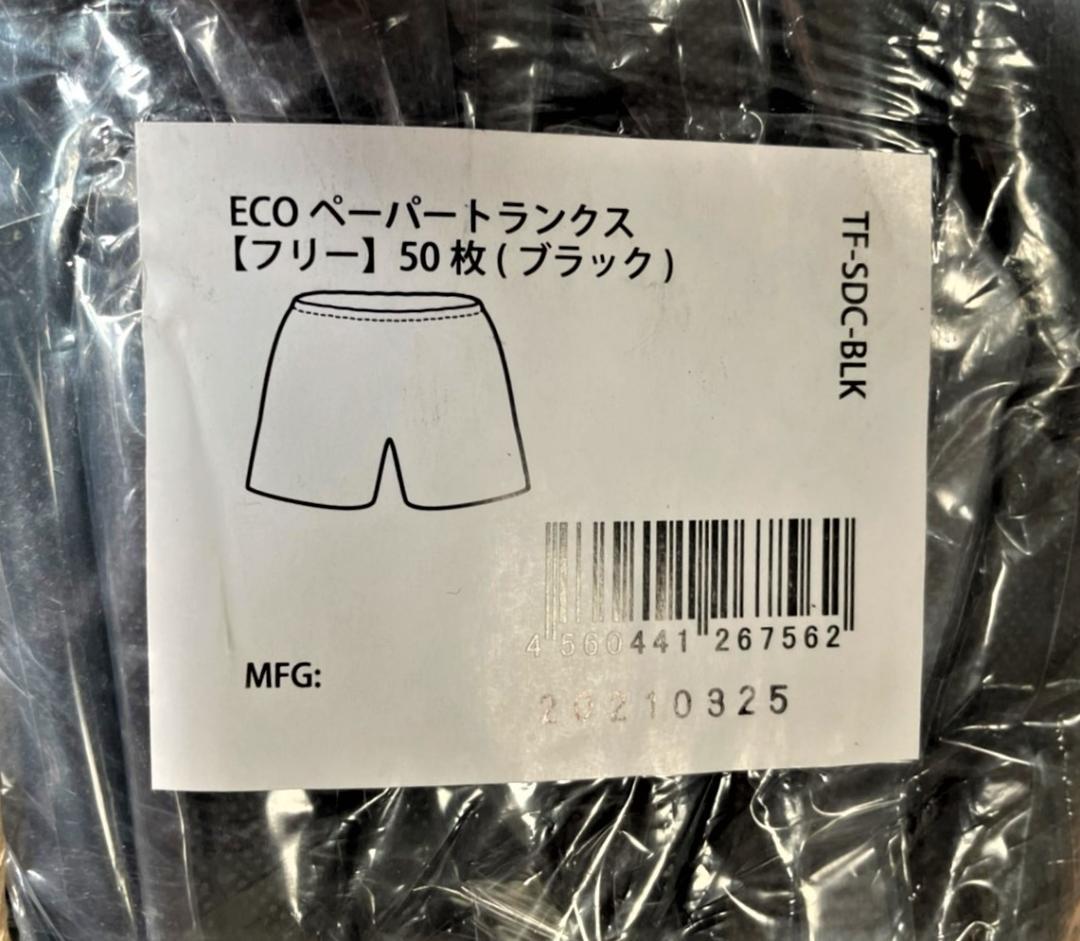 ECO ペーパートランクス
【フリー】50 枚 ( ブラック )
TF-SDC-BLK
4 560441 267562
MFG:
20210325